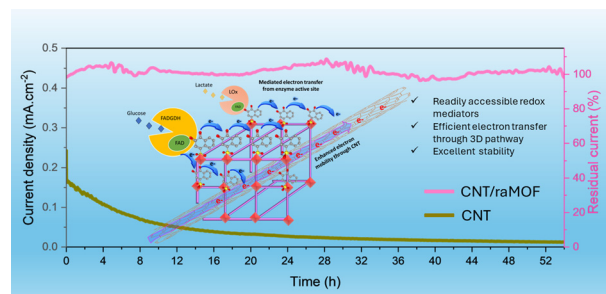 0.5
0.4
0.3
0.2
0.1
0.0
Current density (mA.cm⁻²)
0
4
8
12
16
20
24
28
32
36
40
44
48
52
Time (h)
100
80
60
40
20
0
Residual current (%)
Lactate
LOx
Mediated electron transfer
from enzyme active site
Glucose
FADGDH
FAD
Enhanced electron
mobility through CNT
✓ Readily accessible redox
mediators
✓ Efficient electron transfer
through 3D pathway
✓ Excellent stability
CNT/raMOF
CNT